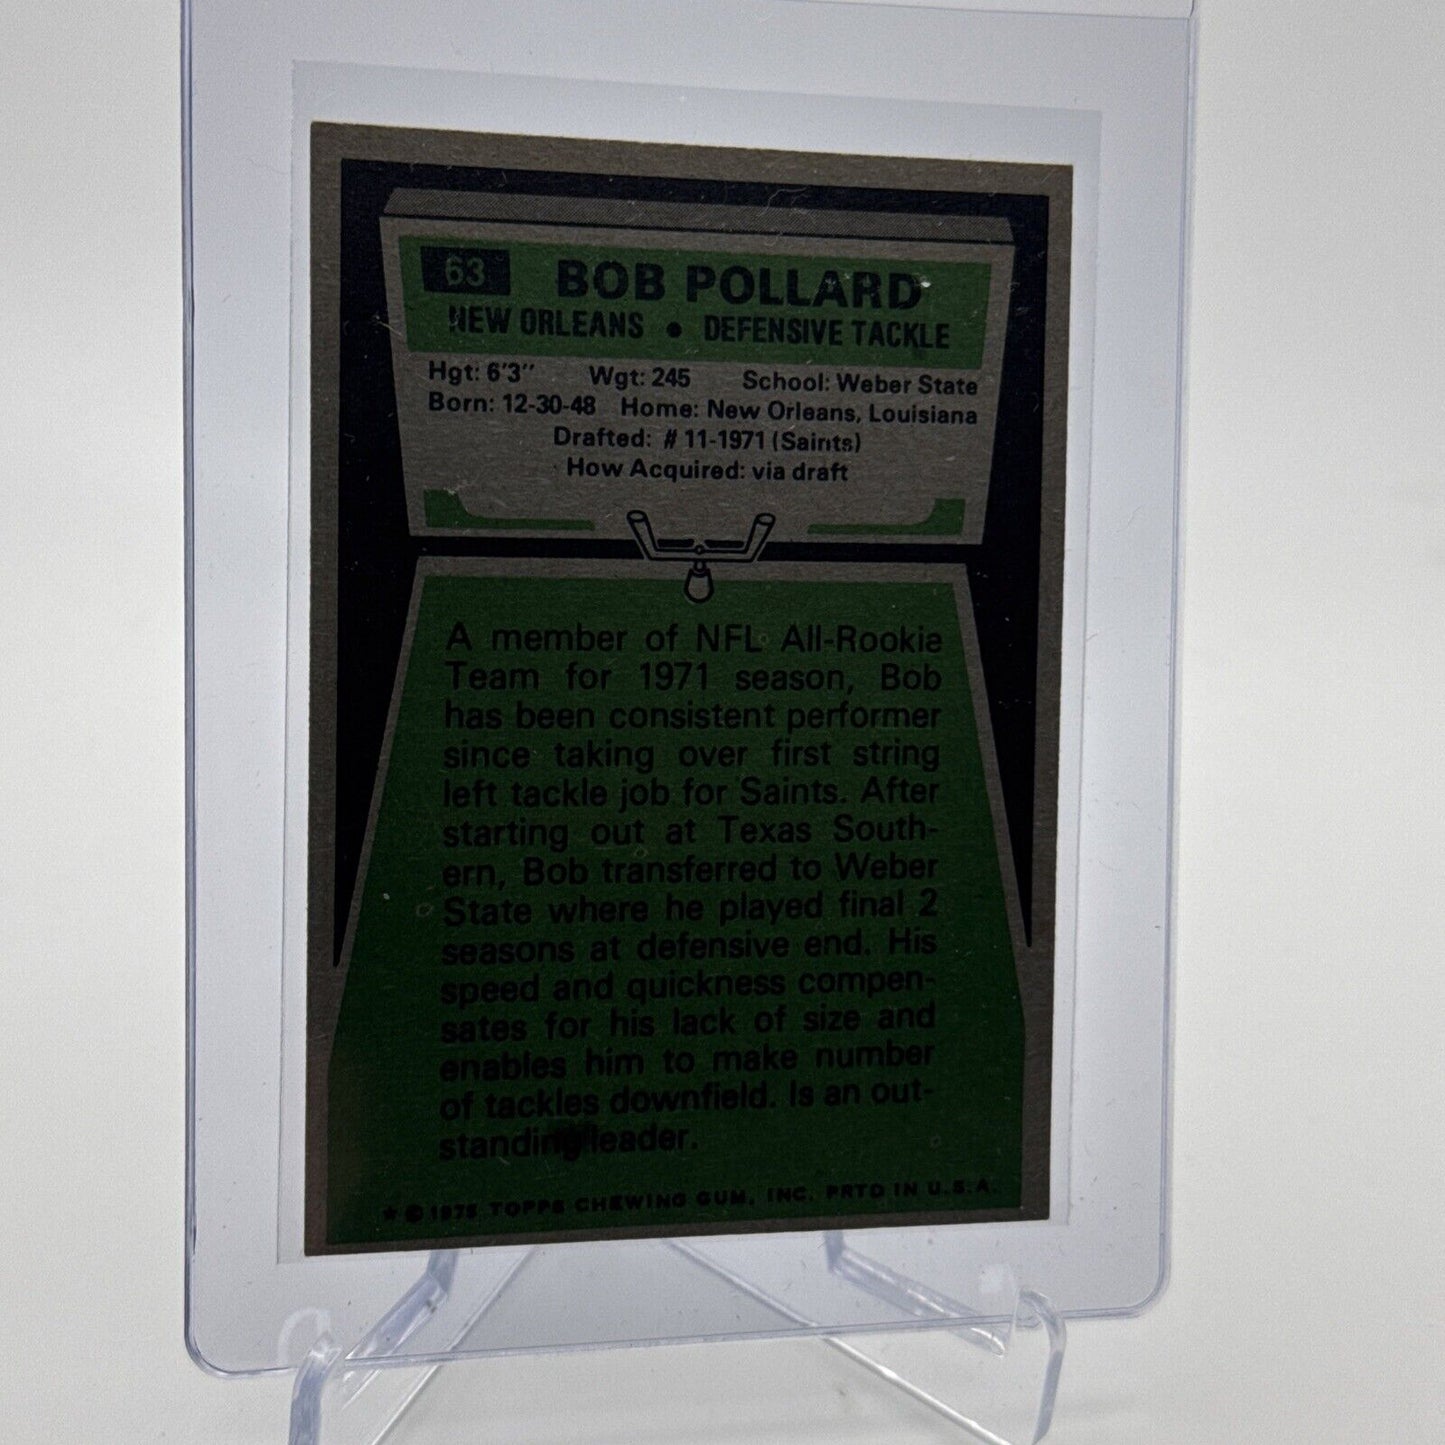 63 BOB POLLARD
NEW ORLEANS • DEFENSIVE TACKLE
Hgt: 6'3" Wgt: 245 School: Weber State
Born: 12-30-48 Home: New Orleans, Louisiana
Drafted: # 11-1971 (Saints)
How Acquired: via draft
A member of NFL All-Rookie
Team for 1971 season, Bob
has been consistent performer
since taking over first string
left tackle job for Saints. After
starting out at Texas South-
ern, Bob transferred to Weber
State where he played final 2
seasons at defensive end. His
speed and quickness compen-
sates for his lack of size and
enables him to make number
of tackles downfield. Is an out-
standing leader.
★ © 1975 TOPPS CHEWING GUM, INC. PRTD IN U.S.A.